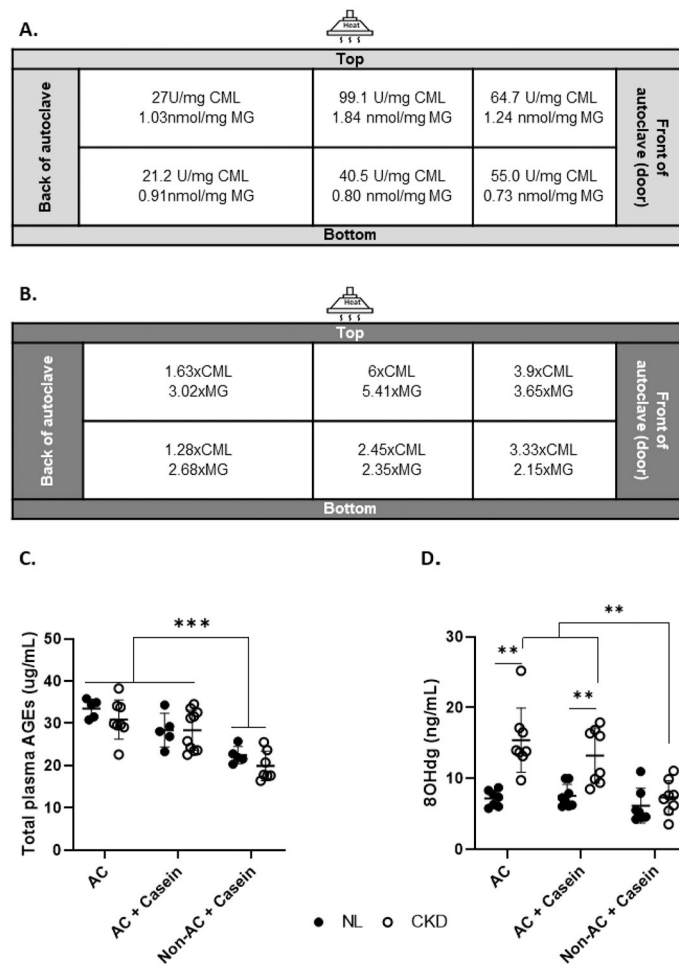 A.
Heat
Top
Back of autoclave
27U/mg CML
1.03nmol/mg MG
99.1 U/mg CML
1.84 nmol/mg MG
64.7 U/mg CML
1.24 nmol/mg MG
Front of
autoclave (door)
21.2 U/mg CML
0.91nmol/mg MG
40.5 U/mg CML
0.80 nmol/mg MG
55.0 U/mg CML
0.73 nmol/mg MG
Bottom
B.
Heat
Top
Back of autoclave
1.63xCML
3.02xMG
6xCML
5.41xMG
3.9xCML
3.65xMG
Front of
autoclave (door)
1.28xCML
2.68xMG
2.45xCML
2.35xMG
3.33xCML
2.15xMG
Bottom
C.
Total plasma AGEs (ug/mL)
50
40
30
20
10
0
***
AC
AC + Casein
Non-AC + Casein
D.
8OHdg (ng/mL)
30
20
10
0
**
**
**
AC
AC + Casein
Non-AC + Casein
NL
CKD